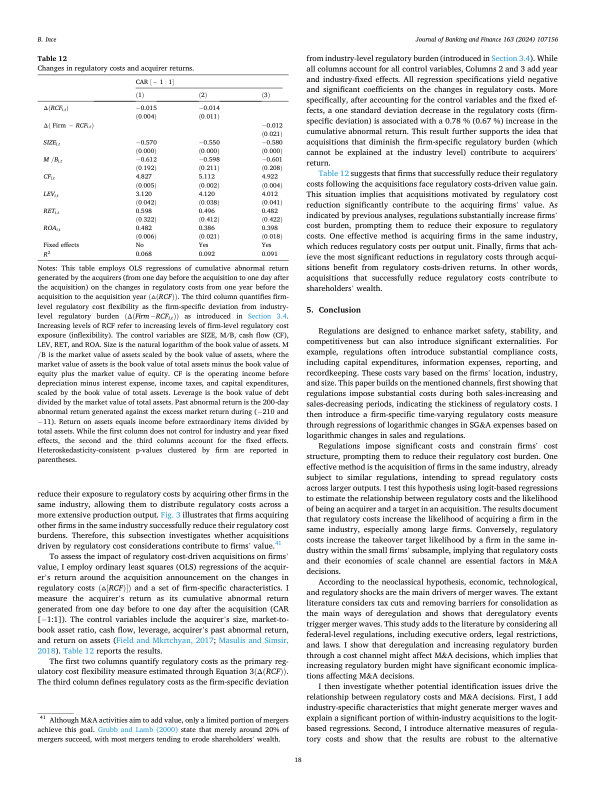 B. Ince
Journal of Banking and Finance 163 (2024) 107156
Table 12
Changes in regulatory costs and acquirer returns.
CAR [− 1 : 1]
(1) (2) (3)
Δ(RCFi,t) −0.015 −0.014
(0.004) (0.011)
Δ( Firm − RCFi,t) −0.012
(0.021)
SIZEi,t −0.570 −0.550 −0.580
(0.000) (0.000) (0.000)
M /Bi,t −0.612 −0.598 −0.601
(0.192) (0.211) (0.208)
CFi,t 4.827 5.112 4.922
(0.005) (0.002) (0.004)
LEVi,t 3.120 4.120 4.012
(0.042) (0.038) (0.041)
RETi,t 0.598 0.496 0.482
(0.322) (0.412) (0.422)
ROAi,t 0.482 0.386 0.398
(0.006) (0.021) (0.018)
Fixed effects No Yes Yes
R2 0.068 0.092 0.091
Notes: This table employs OLS regressions of cumulative abnormal return
generated by the acquirers (from one day before the acquisition to one day after
the acquisition) on the changes in regulatory costs from one year before the
acquisition to the acquisition year (Δ(RCF)). The third column quantifies firm-
level regulatory cost flexibility as the firm-specific deviation from industry-
level regulatory burden (Δ(Firm−RCFi,t)) as introduced in Section 3.4.
Increasing levels of RCF refer to increasing levels of firm-level regulatory cost
exposure (inflexibility). The control variables are SIZE, M/B, cash flow (CF),
LEV, RET, and ROA. Size is the natural logarithm of the book value of assets. M
/B is the market value of assets scaled by the book value of assets, where the
market value of assets is the book value of total assets minus the book value of
equity plus the market value of equity. CF is the operating income before
depreciation minus interest expense, income taxes, and capital expenditures,
scaled by the book value of total assets. Leverage is the book value of debt
divided by the market value of total assets. Past abnormal return is the 200-day
abnormal return generated against the excess market return during (−210 and
−11). Return on assets equals income before extraordinary items divided by
total assets. While the first column does not control for industry and year fixed
effects, the second and the third columns account for the fixed effects.
Heteroskedasticity-consistent p-values clustered by firm are reported in
parentheses.
reduce their exposure to regulatory costs by acquiring other firms in the
same industry, allowing them to distribute regulatory costs across a
more extensive production output. Fig. 3 illustrates that firms acquiring
other firms in the same industry successfully reduce their regulatory cost
burdens. Therefore, this subsection investigates whether acquisitions
driven by regulatory cost considerations contribute to firms' value.41
To assess the impact of regulatory cost-driven acquisitions on firms'
value, I employ ordinary least squares (OLS) regressions of the acquir-
er's return around the acquisition announcement on the changes in
regulatory costs (Δ[RCF)]) and a set of firm-specific characteristics. I
measure the acquirer's return as its cumulative abnormal return
generated from one day before to one day after the acquisition (CAR
[−1:1]). The control variables include the acquirer's size, market-to-
book asset ratio, cash flow, leverage, acquirer's past abnormal return,
and return on assets (Field and Mkrtchyan, 2017; Masulis and Simsir,
2018). Table 12 reports the results.
The first two columns quantify regulatory costs as the primary reg-
ulatory cost flexibility measure estimated through Equation 3(Δ(RCF)).
The third column defines regulatory costs as the firm-specific deviation
41 Although M&A activities aim to add value, only a limited portion of mergers
achieve this goal. Grubb and Lamb (2000) state that merely around 20% of
mergers succeed, with most mergers tending to erode shareholders' wealth.
from industry-level regulatory burden (introduced in Section 3.4). While
all columns account for all control variables, Columns 2 and 3 add year
and industry-fixed effects. All regression specifications yield negative
and significant coefficients on the changes in regulatory costs. More
specifically, after accounting for the control variables and the fixed ef-
fects, a one standard deviation decrease in the regulatory costs (firm-
specific deviation) is associated with a 0.78 % (0.67 %) increase in the
cumulative abnormal return. This result further supports the idea that
acquisitions that diminish the firm-specific regulatory burden (which
cannot be explained at the industry level) contribute to acquirers'
return.
Table 12 suggests that firms that successfully reduce their regulatory
costs following the acquisitions face regulatory costs-driven value gain.
This situation implies that acquisitions motivated by regulatory cost
reduction significantly contribute to the acquiring firms' value. As
indicated by previous analyses, regulations substantially increase firms'
cost burden, prompting them to reduce their exposure to regulatory
costs. One effective method is acquiring firms in the same industry,
which reduces regulatory costs per output unit. Finally, firms that ach-
ieve the most significant reductions in regulatory costs through acqui-
sitions benefit from regulatory costs-driven returns. In other words,
acquisitions that successfully reduce regulatory costs contribute to
shareholders' wealth.
5. Conclusion
Regulations are designed to enhance market safety, stability, and
competitiveness but can also introduce significant externalities. For
example, regulations often introduce substantial compliance costs,
including capital expenditures, information expenses, reporting, and
recordkeeping. These costs vary based on the firms' location, industry,
and size. This paper builds on the mentioned channels, first showing that
regulations impose substantial costs during both sales-increasing and
sales-decreasing periods, indicating the stickiness of regulatory costs. I
then introduce a firm-specific time-varying regulatory costs measure
through regressions of logarithmic changes in SG&A expenses based on
logarithmic changes in sales and regulations.
Regulations impose significant costs and constrain firms' cost
structure, prompting them to reduce their regulatory cost burden. One
effective method is the acquisition of firms in the same industry, already
subject to similar regulations, intending to spread regulatory costs
across larger outputs. I test this hypothesis using logit-based regressions
to estimate the relationship between regulatory costs and the likelihood
of being an acquirer and a target in an acquisition. The results document
that regulatory costs increase the likelihood of acquiring a firm in the
same industry, especially among large firms. Conversely, regulatory
costs increase the takeover target likelihood by a firm in the same in-
dustry within the small firms' subsample, implying that regulatory costs
and their economies of scale channel are essential factors in M&A
decisions.
According to the neoclassical hypothesis, economic, technological,
and regulatory shocks are the main drivers of merger waves. The extant
literature considers tax cuts and removing barriers for consolidation as
the main ways of deregulation and shows that deregulatory events
trigger merger waves. This study adds to the literature by considering all
federal-level regulations, including executive orders, legal restrictions,
and laws. I show that deregulation and increasing regulatory burden
through a cost channel might affect M&A decisions, which implies that
increasing regulatory burden might have significant economic implica-
tions affecting M&A decisions.
I then investigate whether potential identification issues drive the
relationship between regulatory costs and M&A decisions. First, I add
industry-specific characteristics that might generate merger waves and
explain a significant portion of within-industry acquisitions to the logit-
based regressions. Second, I introduce alternative measures of regula-
tory costs and show that the results are robust to the alternative
18